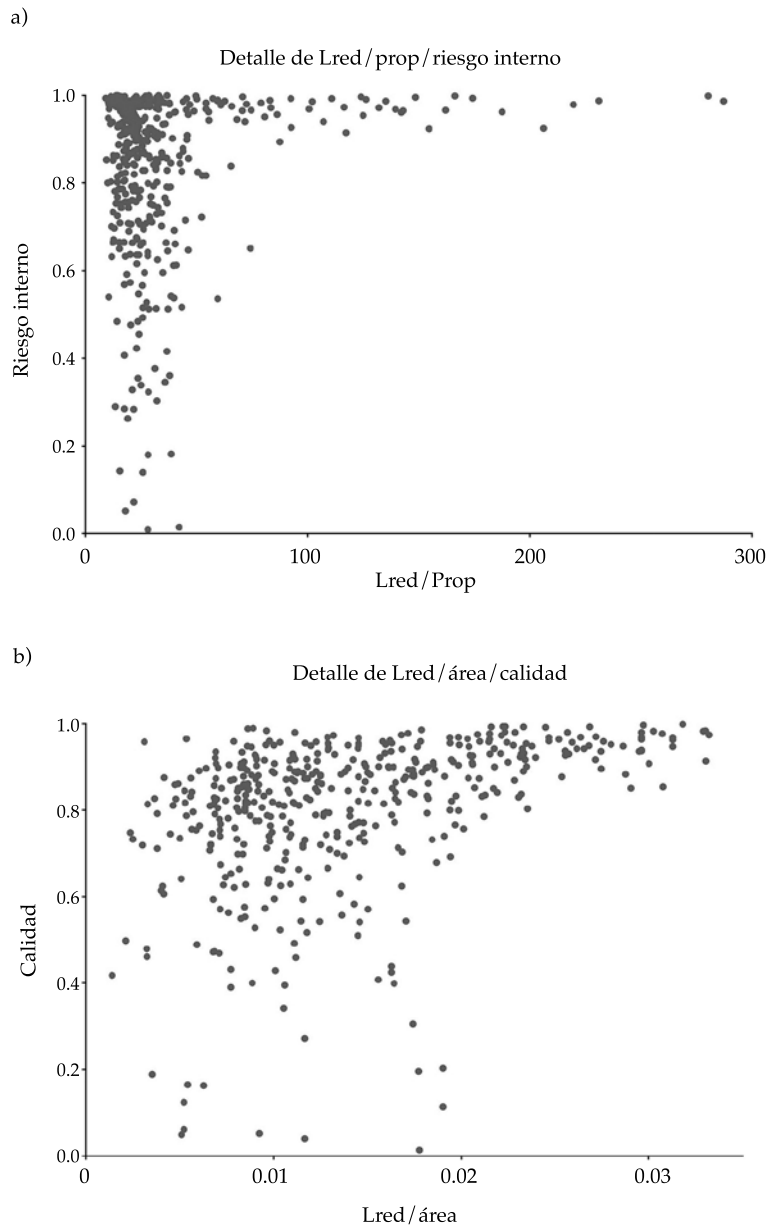 a)
Detalle de Lred/prop/riesgo interno
1.0
0.8
0.6
0.4
0.2
0.0
Riesgo interno
0
100
200
300
Lred/Prop
b)
Detalle de Lred/área/calidad
1.0
0.8
0.6
0.4
0.2
0.0
Calidad
0
0.01
0.02
0.03
Lred/área